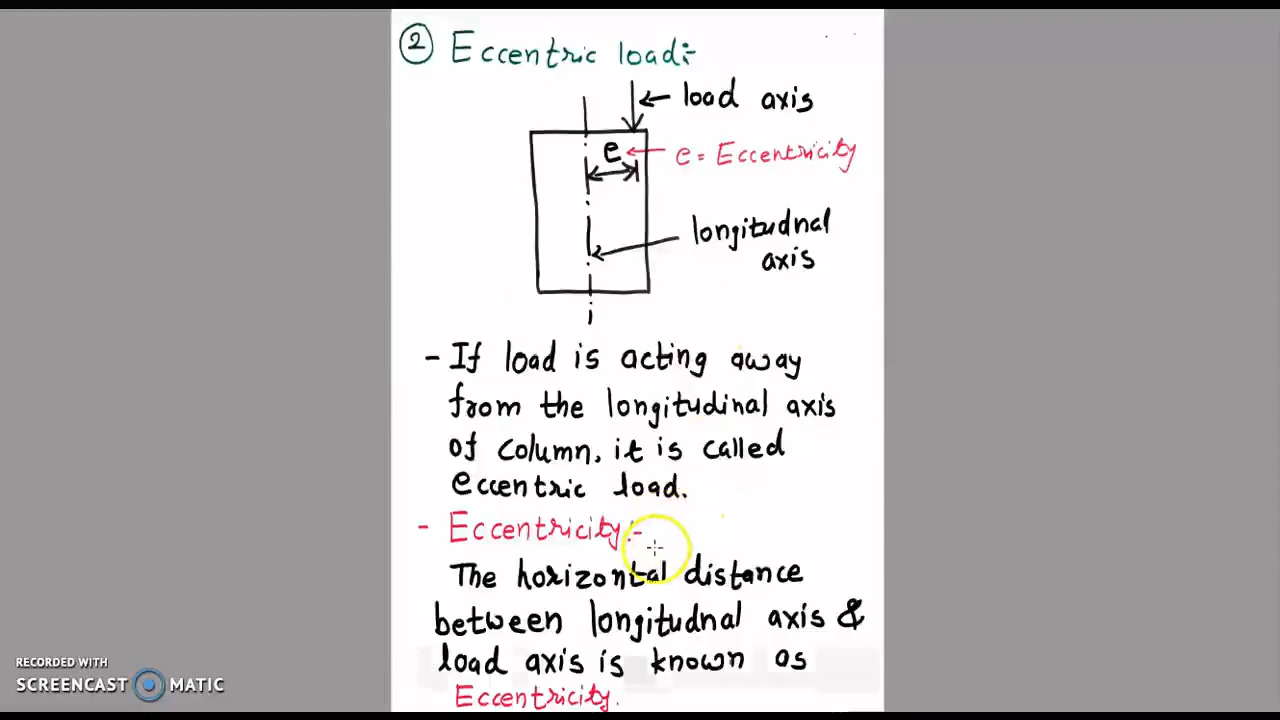 ② Eccentric load:-
load axis
e
e = Eccentricity
longitudnal
axis
- If load is acting away
from the longitudinal axis
of column, it is called
eccentric load.
- Eccentricity:-
The horizontal distance
between longitudnal axis &
load axis is known as
Eccentricity.
RECORDED WITH
SCREENCAST MATIC